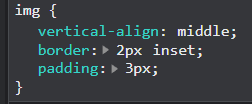 img {
vertical-align: middle;
border: 2px inset;
padding: 3px;
}